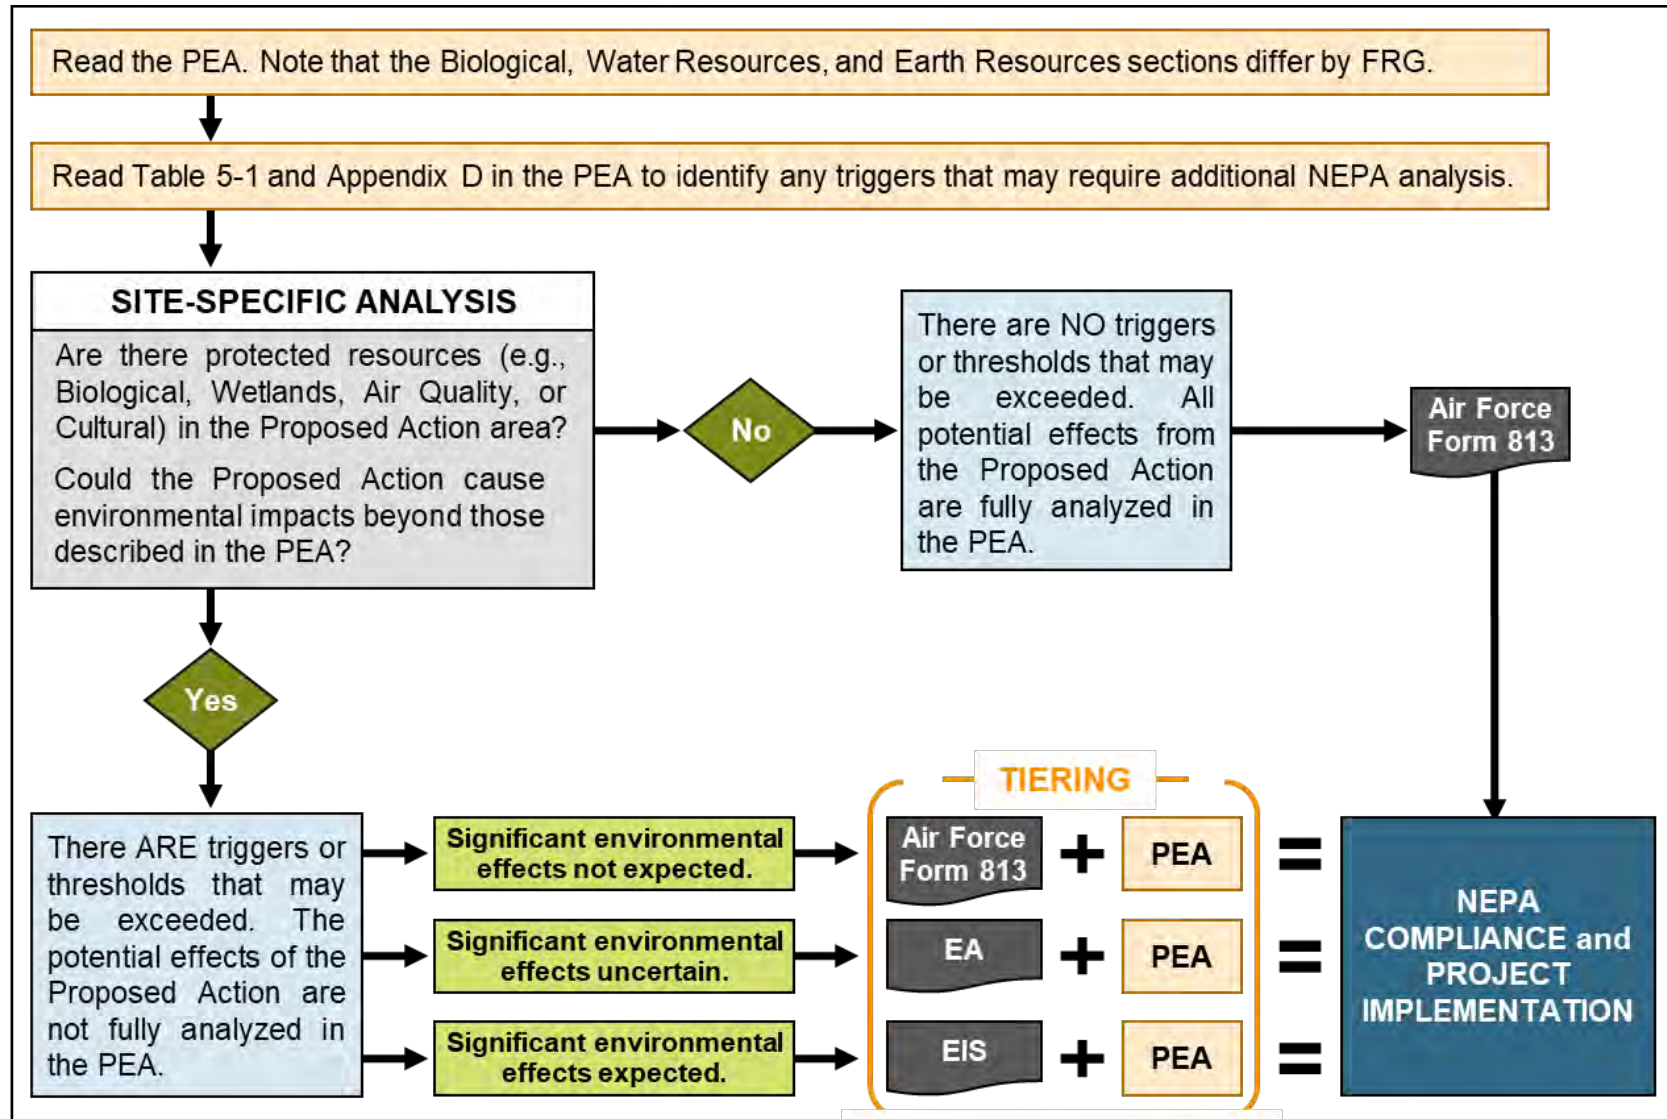 Read the PEA. Note that the Biological, Water Resources, and Earth Resources sections differ by FRG.
Read Table 5-1 and Appendix D in the PEA to identify any triggers that may require additional NEPA analysis.
SITE-SPECIFIC ANALYSIS
Are there protected resources (e.g.,
Biological, Wetlands, Air Quality, or
Cultural) in the Proposed Action area?
Could the Proposed Action cause
environmental impacts beyond those
described in the PEA?
No
There are NO triggers
or thresholds that may
be exceeded. All
potential effects from
the Proposed Action
are fully analyzed in
the PEA.
Air Force
Form 813
Yes
There ARE triggers or
thresholds that may
be exceeded. The
potential effects of the
Proposed Action are
not fully analyzed in
the PEA.
TIERING
Significant environmental
effects not expected.
Air Force
Form 813
+
PEA
=
Significant environmental
effects uncertain.
EA
+
PEA
=
Significant environmental
effects expected.
EIS
+
PEA
=
NEPA
COMPLIANCE and
PROJECT
IMPLEMENTATION